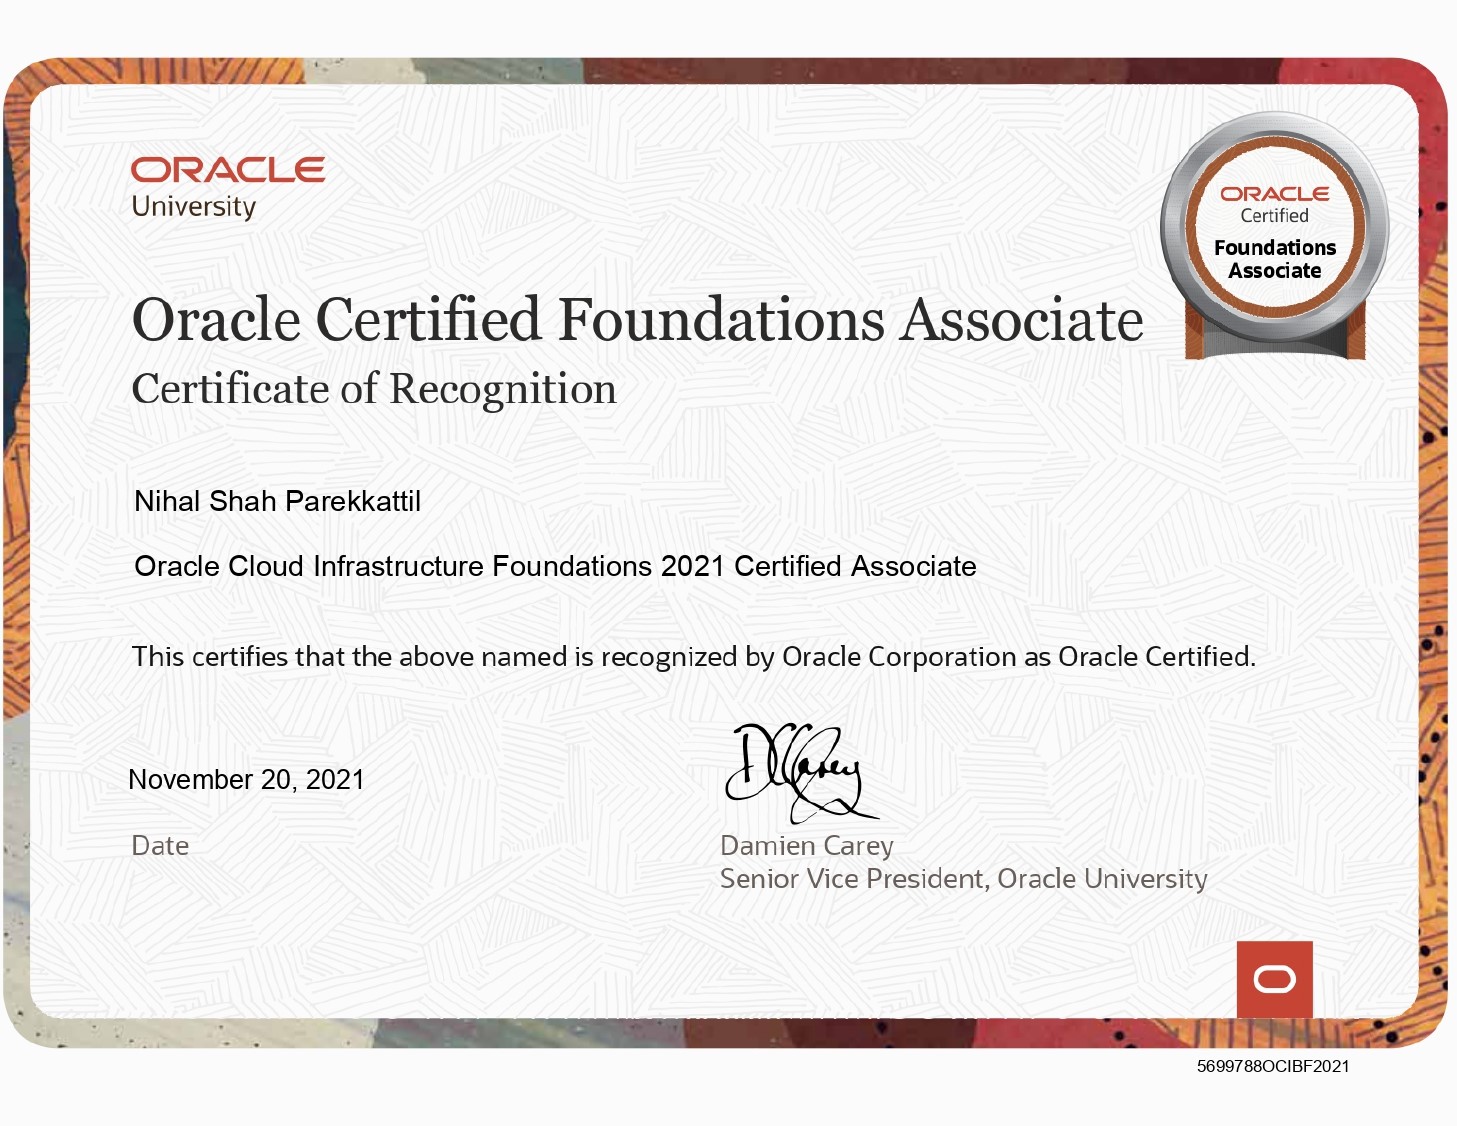 ORACLE
University
ORACLE
Certified
Foundations
Associate
Oracle Certified Foundations Associate
Certificate of Recognition
Nihal Shah Parekkattil
Oracle Cloud Infrastructure Foundations 2021 Certified Associate
This certifies that the above named is recognized by Oracle Corporation as Oracle Certified.
DCCarey
November 20, 2021
Date
Damien Carey
Senior Vice President, Oracle University
5699788OCIBF2021